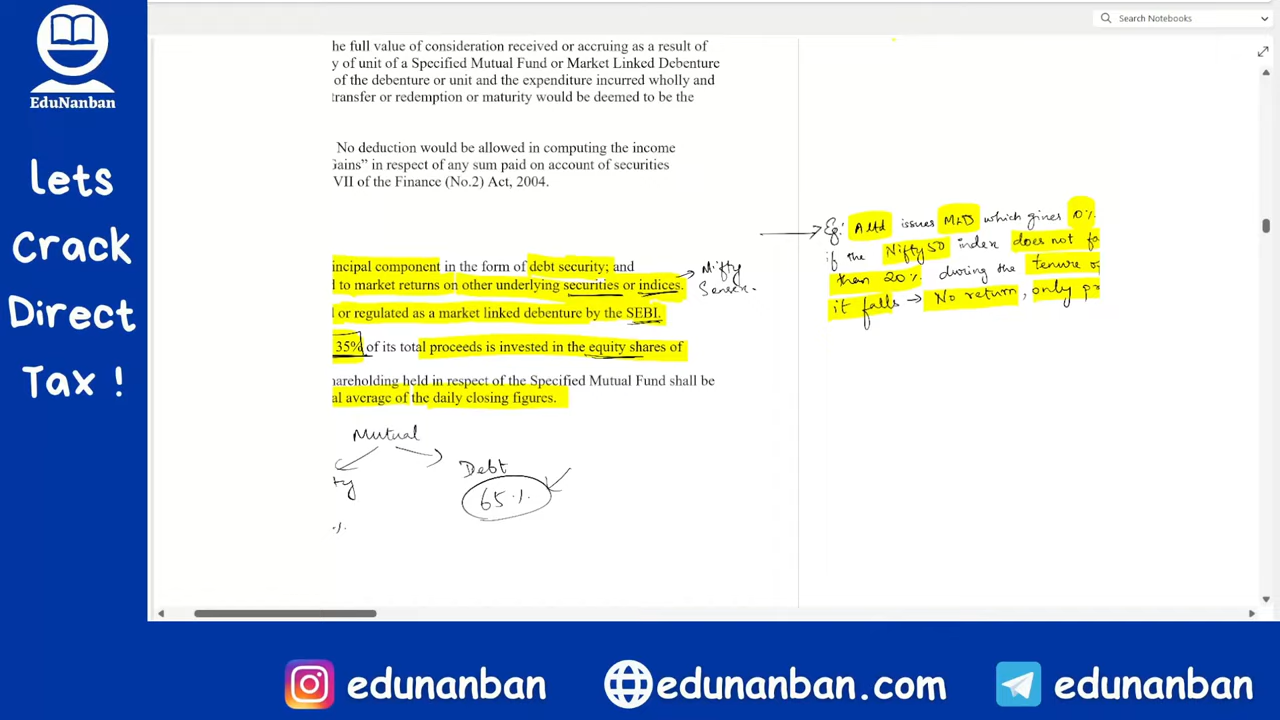 Search Notebooks
EduNanban
lets
Crack
Direct
Tax !
he full value of consideration received or accruing as a result of
y of unit of a Specified Mutual Fund or Market Linked Debenture
of the debenture or unit and the expenditure incurred wholly and
transfer or redemption or maturity would be deemed to be the
No deduction would be allowed in computing the income
Gains” in respect of any sum paid on account of securities
VII of the Finance (No.2) Act, 2004.
incipal component in the form of debt security; and
d to market returns on other underlying securities or indices.
Nifty
Sensex.
d or regulated as a market linked debenture by the SEBI.
35% of its total proceeds is invested in the equity shares of
hareholding held in respect of the Specified Mutual Fund shall be
al average of the daily closing figures.
Mutual
ty
Debt
65%
%
Eg: A Ltd issues MLD which gives 10%
if the Nifty50 index does not fa
than 20% during the tenure o
it falls → No return, only pr
edunanban
edunanban.com
edunanban